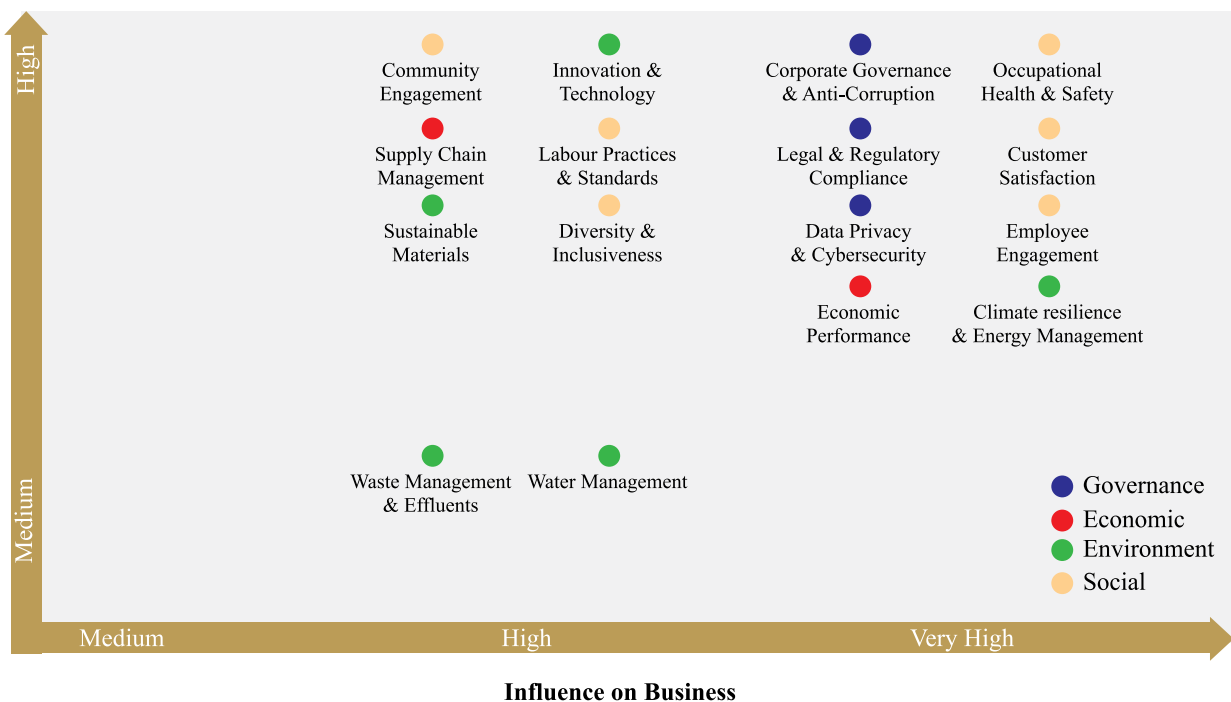 High
Community
Engagement
Innovation &
Technology
Corporate Governance
& Anti-Corruption
Occupational
Health & Safety
Supply Chain
Management
Labour Practices
& Standards
Legal & Regulatory
Compliance
Customer
Satisfaction
Sustainable
Materials
Diversity &
Inclusiveness
Data Privacy
& Cybersecurity
Employee
Engagement
Economic
Performance
Climate resilience
& Energy Management
Medium
Waste Management
& Effluents
Water Management
Governance
Economic
Environment
Social
Medium
High
Very High
Influence on Business